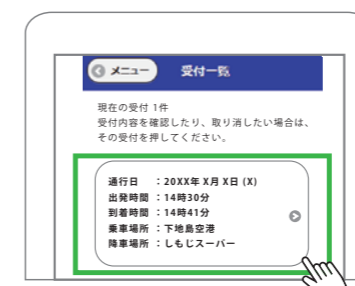 メニュー
受付一覧
現在の受付 1件
受付内容を確認したり、取り消したい場合は、
その受付を押してください。
通行日 ：20XX年 X月 X日 (X)
出発時間 ：14時30分
到着時間 ：14時41分
乗車場所 ：下地島空港
降車場所 ：しもじスーパー